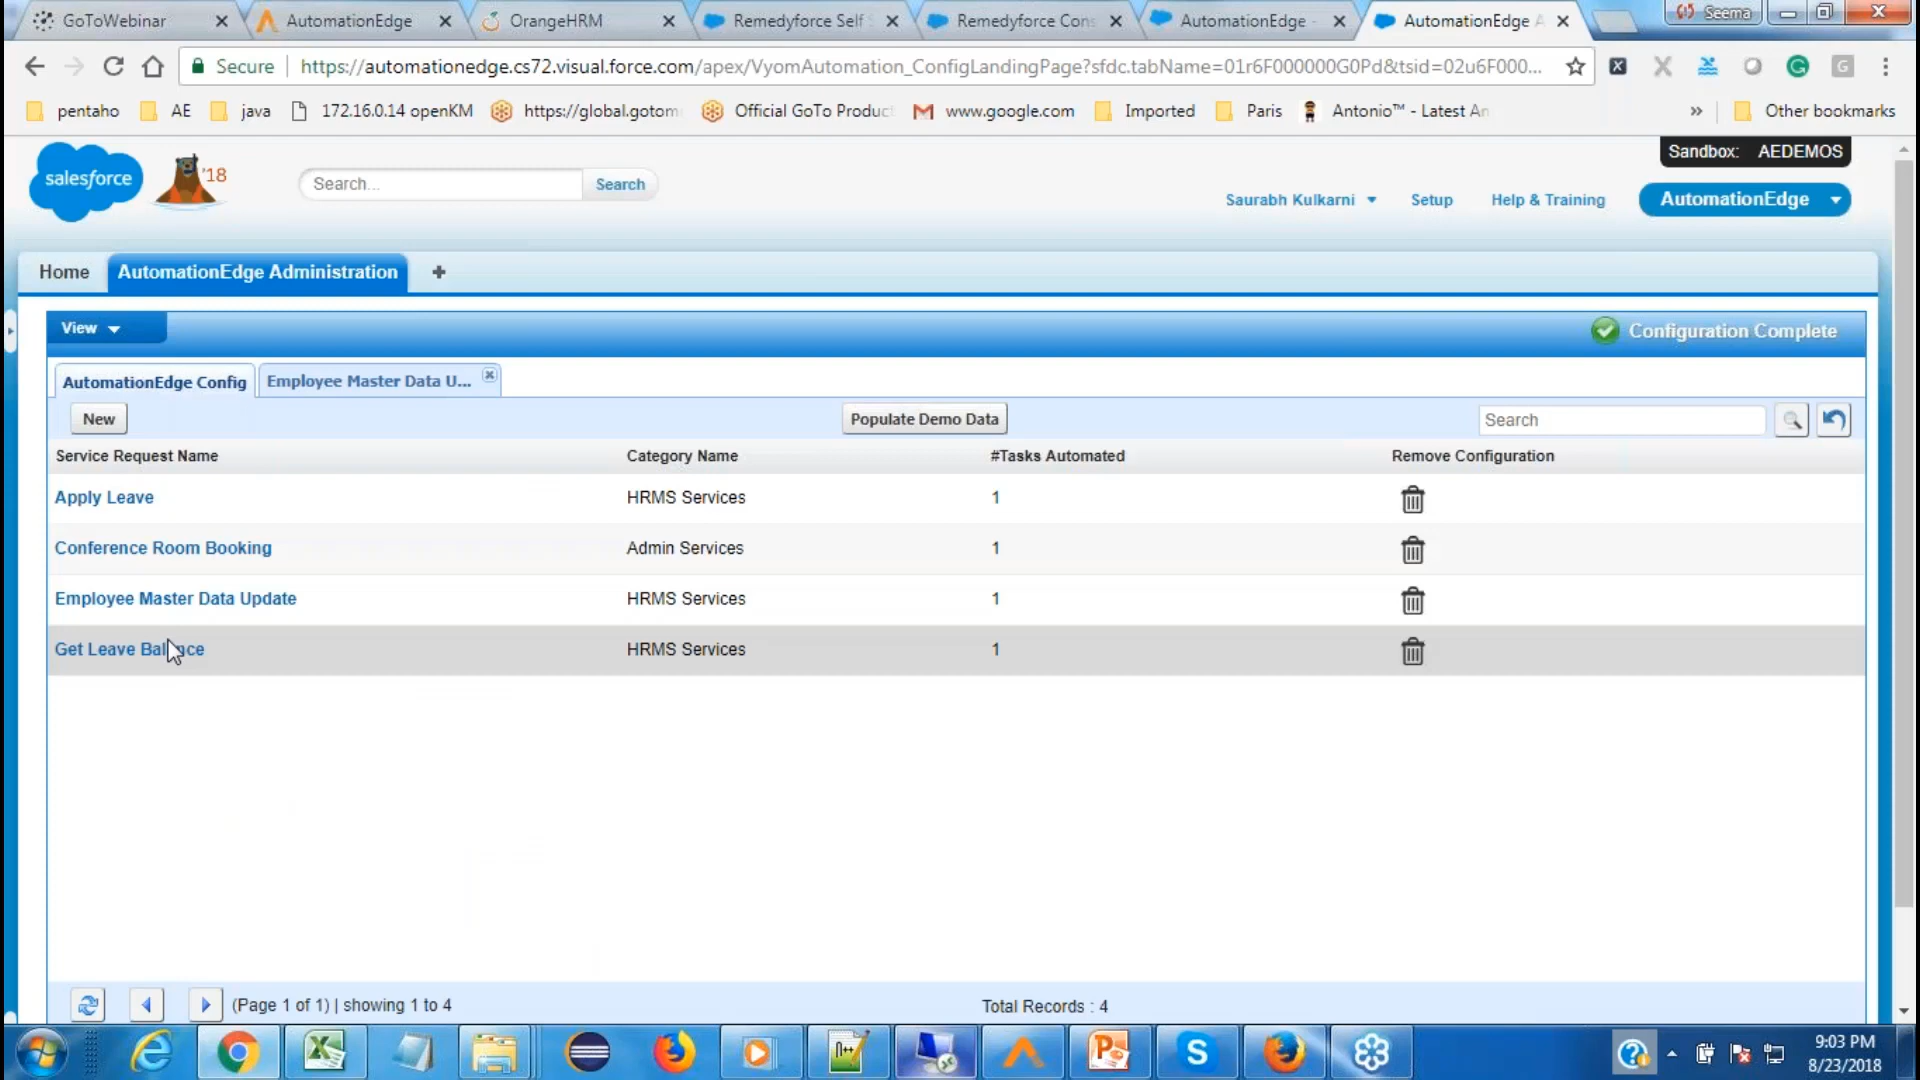 GoToWebinar
AutomationEdge
OrangeHRM
Remedyforce Self
Remedyforce Cons
AutomationEdge -
AutomationEdge A
Seema
Secure
https://automationedge.cs72.visual.force.com/apex/VyomAutomation_ConfigLandingPage?sfdc.tabName=01r6F000000G0Pd&tsid=02u6F000...
pentaho
AE
java
172.16.0.14 openKM
https://global.gotom
Official GoTo Produc
www.google.com
Imported
Paris
Antonio™ - Latest An
»
Other bookmarks
Sandbox: AEDEMOS
salesforce
'18
Search...
Search
Saurabh Kulkarni
Setup
Help & Training
AutomationEdge
Home
AutomationEdge Administration
+
View
Configuration Complete
AutomationEdge Config
Employee Master Data U...
New
Populate Demo Data
Search
Service Request Name Category Name #Tasks Automated Remove Configuration
Apply Leave HRMS Services 1
Conference Room Booking Admin Services 1
Employee Master Data Update HRMS Services 1
Get Leave Balance HRMS Services 1
(Page 1 of 1) | showing 1 to 4
Total Records : 4
9:03 PM
8/23/2018